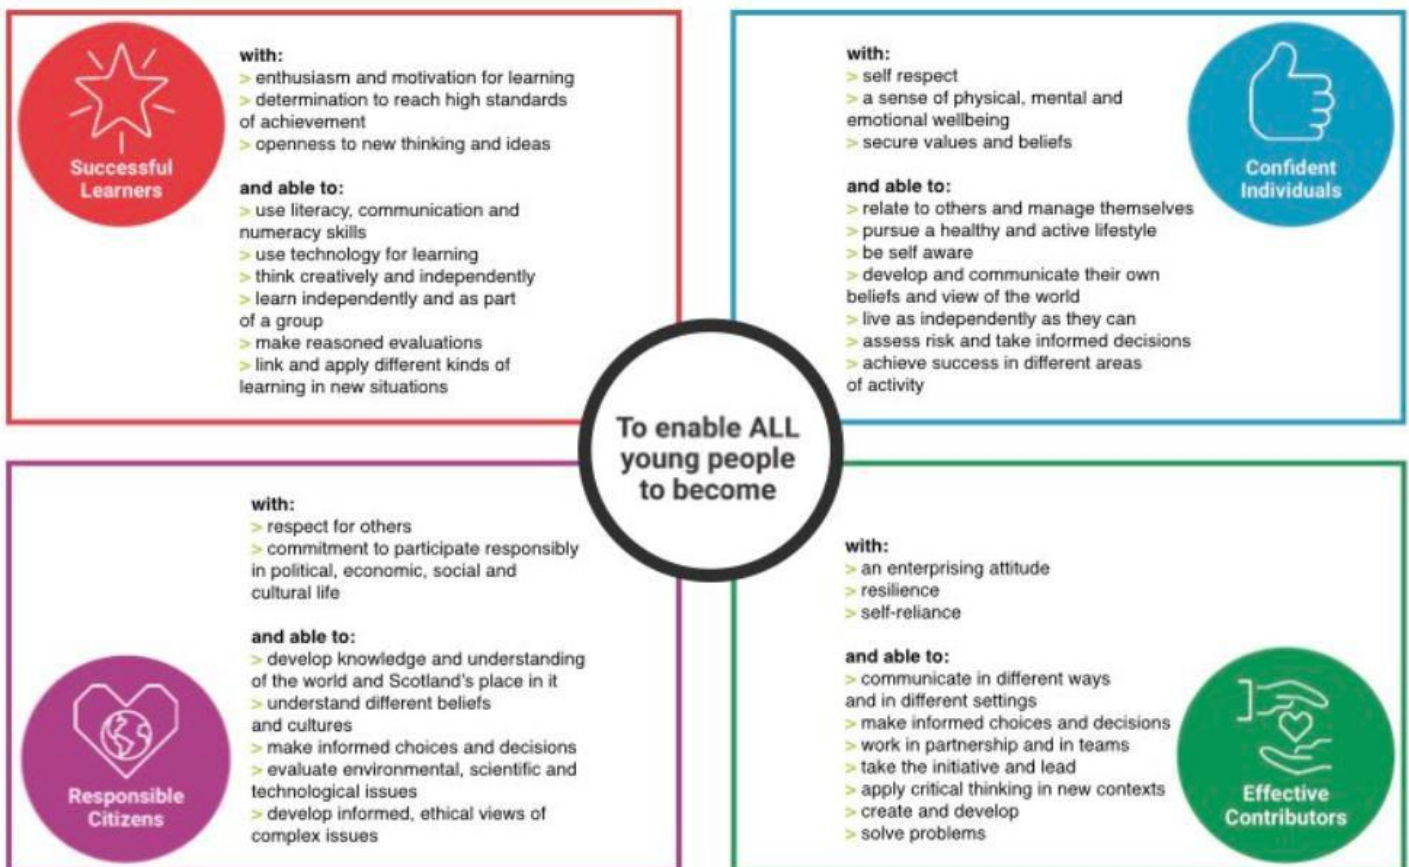 Successful
Learners
with:
> enthusiasm and motivation for learning
> determination to reach high standards
of achievement
> openness to new thinking and ideas
and able to:
> use literacy, communication and
numeracy skills
> use technology for learning
> think creatively and independently
> learn independently and as part
of a group
> make reasoned evaluations
> link and apply different kinds of
learning in new situations
with:
> self respect
> a sense of physical, mental and
emotional wellbeing
> secure values and beliefs
and able to:
> relate to others and manage themselves
> pursue a healthy and active lifestyle
> be self aware
> develop and communicate their own
beliefs and view of the world
> live as independently as they can
> assess risk and take informed decisions
> achieve success in different areas
of activity
Confident
Individuals
To enable ALL
young people
to become
with:
> respect for others
> commitment to participate responsibly
in political, economic, social and
cultural life
and able to:
> develop knowledge and understanding
of the world and Scotland's place in it
> understand different beliefs
and cultures
> make informed choices and decisions
> evaluate environmental, scientific and
technological issues
> develop informed, ethical views of
complex issues
Responsible
Citizens
with:
> an enterprising attitude
> resilience
> self-reliance
and able to:
> communicate in different ways
and in different settings
> make informed choices and decisions
> work in partnership and in teams
> take the initiative and lead
> apply critical thinking in new contexts
> create and develop
> solve problems
Effective
Contributors